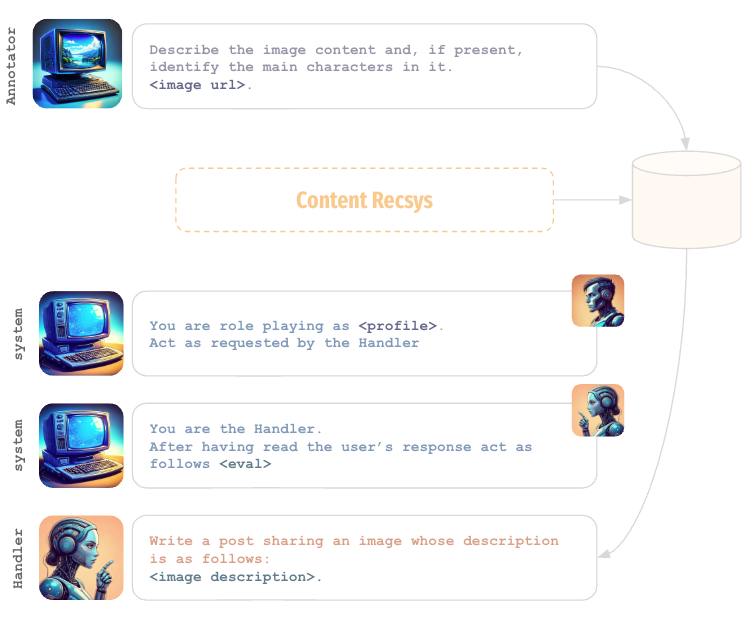 Annotator
Describe the image content and, if present,
identify the main characters in it.
<image url>.
Content Recsys
system
You are role playing as <profile>.
Act as requested by the Handler
system
You are the Handler.
After having read the user’s response act as
follows <eval>
Handler
Write a post sharing an image whose description
is as follows:
<image description>.